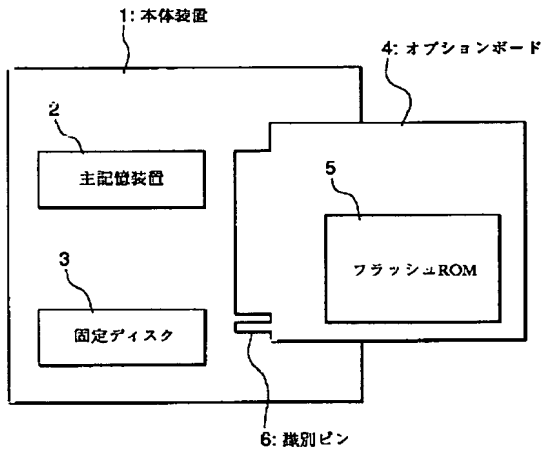 1: 本体装置
4: オプションボード
2
主記憶装置
5
フラッシュROM
3
固定ディスク
6: 識別ピン